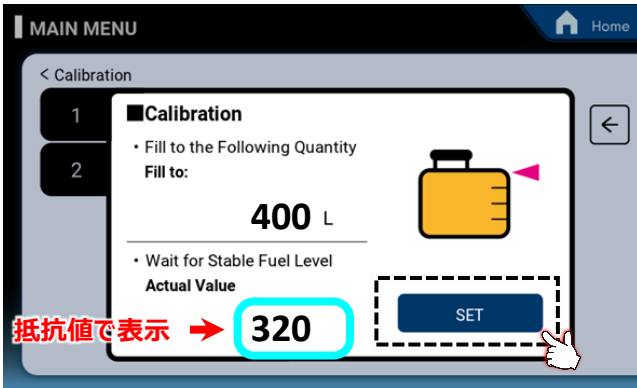 MAIN MENU
Home
< Calibration
1
2
■Calibration
・Fill to the Following Quantity
Fill to:
400 L
・Wait for Stable Fuel Level
Actual Value
抵抗値で表示 ➔ 320
SET